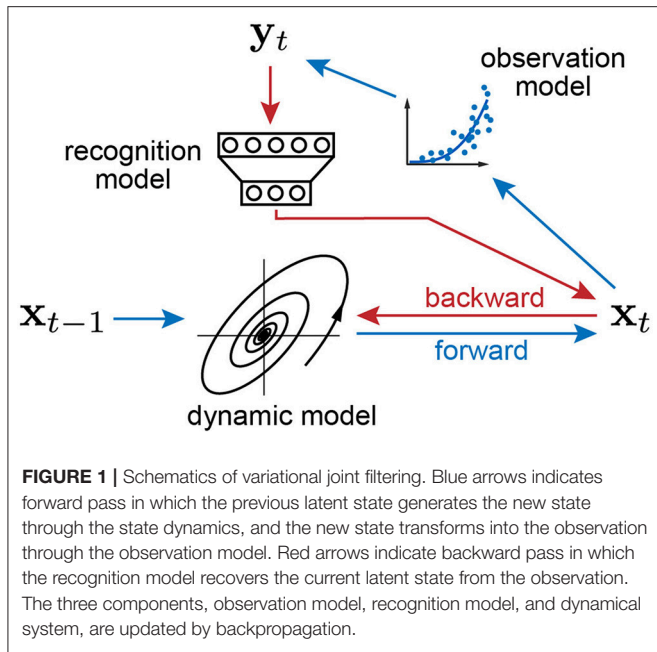 y_t
observation
model
recognition
model
x_{t−1}
backward
x_t
forward
dynamic model
FIGURE 1 | Schematics of variational joint filtering. Blue arrows indicates
forward pass in which the previous latent state generates the new state
through the state dynamics, and the new state transforms into the observation
through the observation model. Red arrows indicate backward pass in which
the recognition model recovers the current latent state from the observation.
The three components, observation model, recognition model, and dynamical
system, are updated by backpropagation.